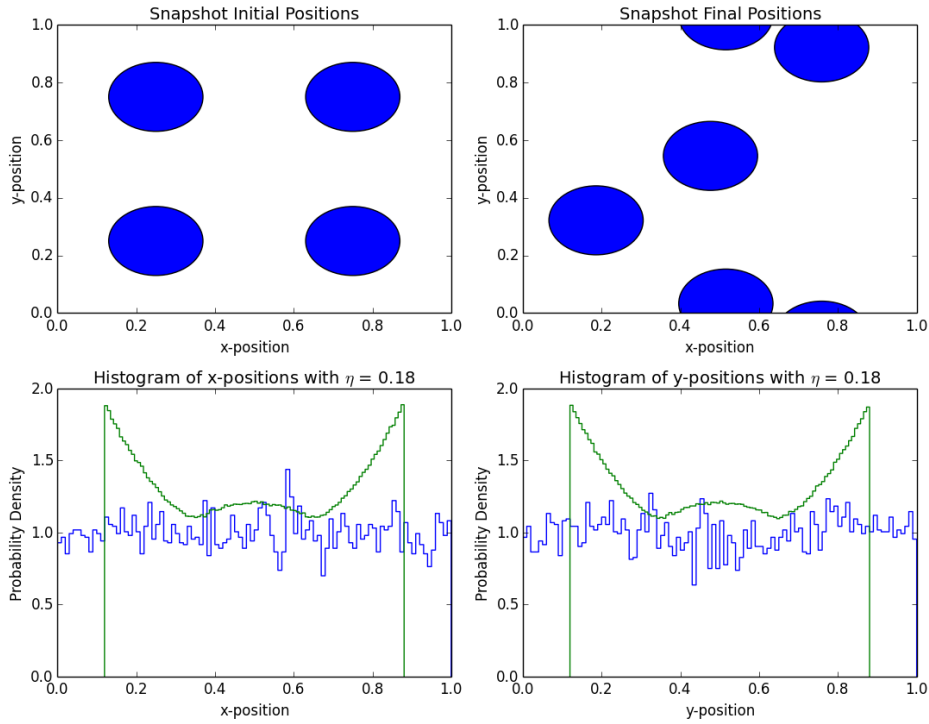 Snapshot Initial Positions
1.0
0.8
0.6
0.4
0.2
0.0
y-position
0.0 0.2 0.4 0.6 0.8 1.0
x-position
Snapshot Final Positions
1.0
0.8
0.6
0.4
0.2
0.0
y-position
0.0 0.2 0.4 0.6 0.8 1.0
x-position
Histogram of x-positions with η = 0.18
2.0
1.5
1.0
0.5
0.0
Probability Density
0.0 0.2 0.4 0.6 0.8 1.0
x-position
Histogram of y-positions with η = 0.18
2.0
1.5
1.0
0.5
0.0
Probability Density
0.0 0.2 0.4 0.6 0.8 1.0
y-position